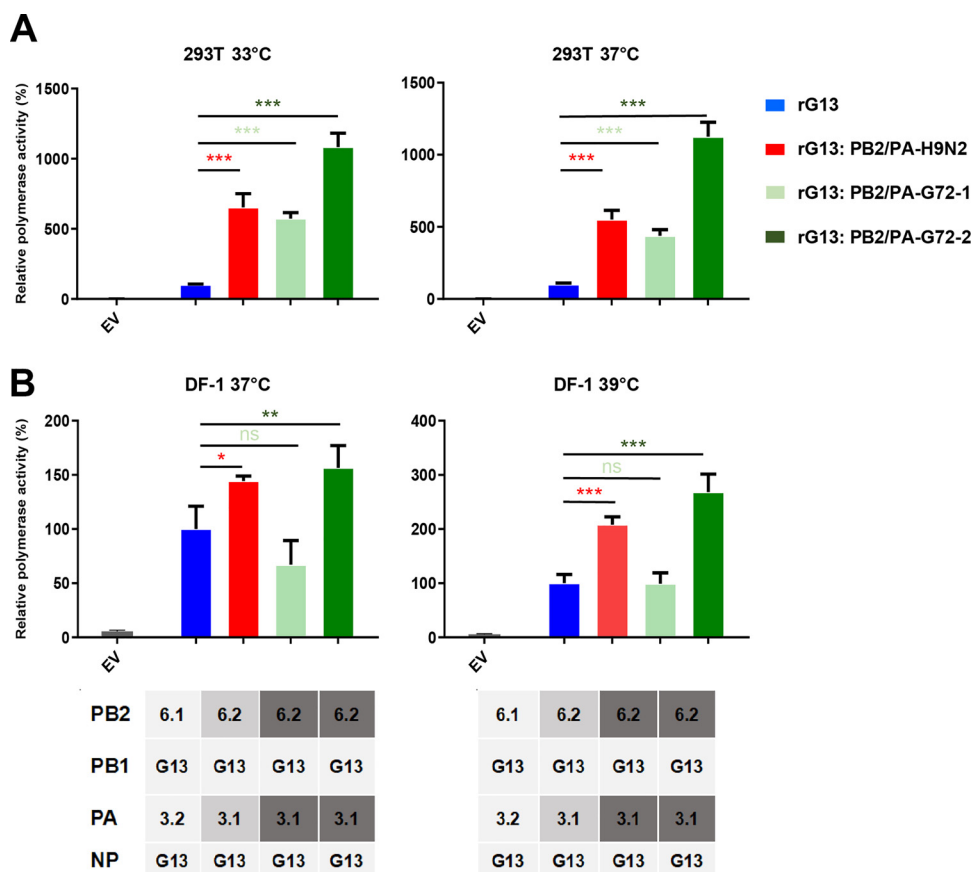 A
293T 33°C
293T 37°C
Relative polymerase activity (%)
1500
1000
500
0
EV
***
***
***
1500
1000
500
0
EV
***
***
***
rG13
rG13: PB2/PA-H9N2
rG13: PB2/PA-G72-1
rG13: PB2/PA-G72-2
B
DF-1 37°C
DF-1 39°C
Relative polymerase activity (%)
200
150
100
50
0
EV
**
ns
*
400
300
200
100
0
EV
***
ns
***
PB2 6.1 6.2 6.2 6.2 6.1 6.2 6.2 6.2
PB1 G13 G13 G13 G13 G13 G13 G13 G13
PA 3.2 3.1 3.1 3.1 3.2 3.1 3.1 3.1
NP G13 G13 G13 G13 G13 G13 G13 G13